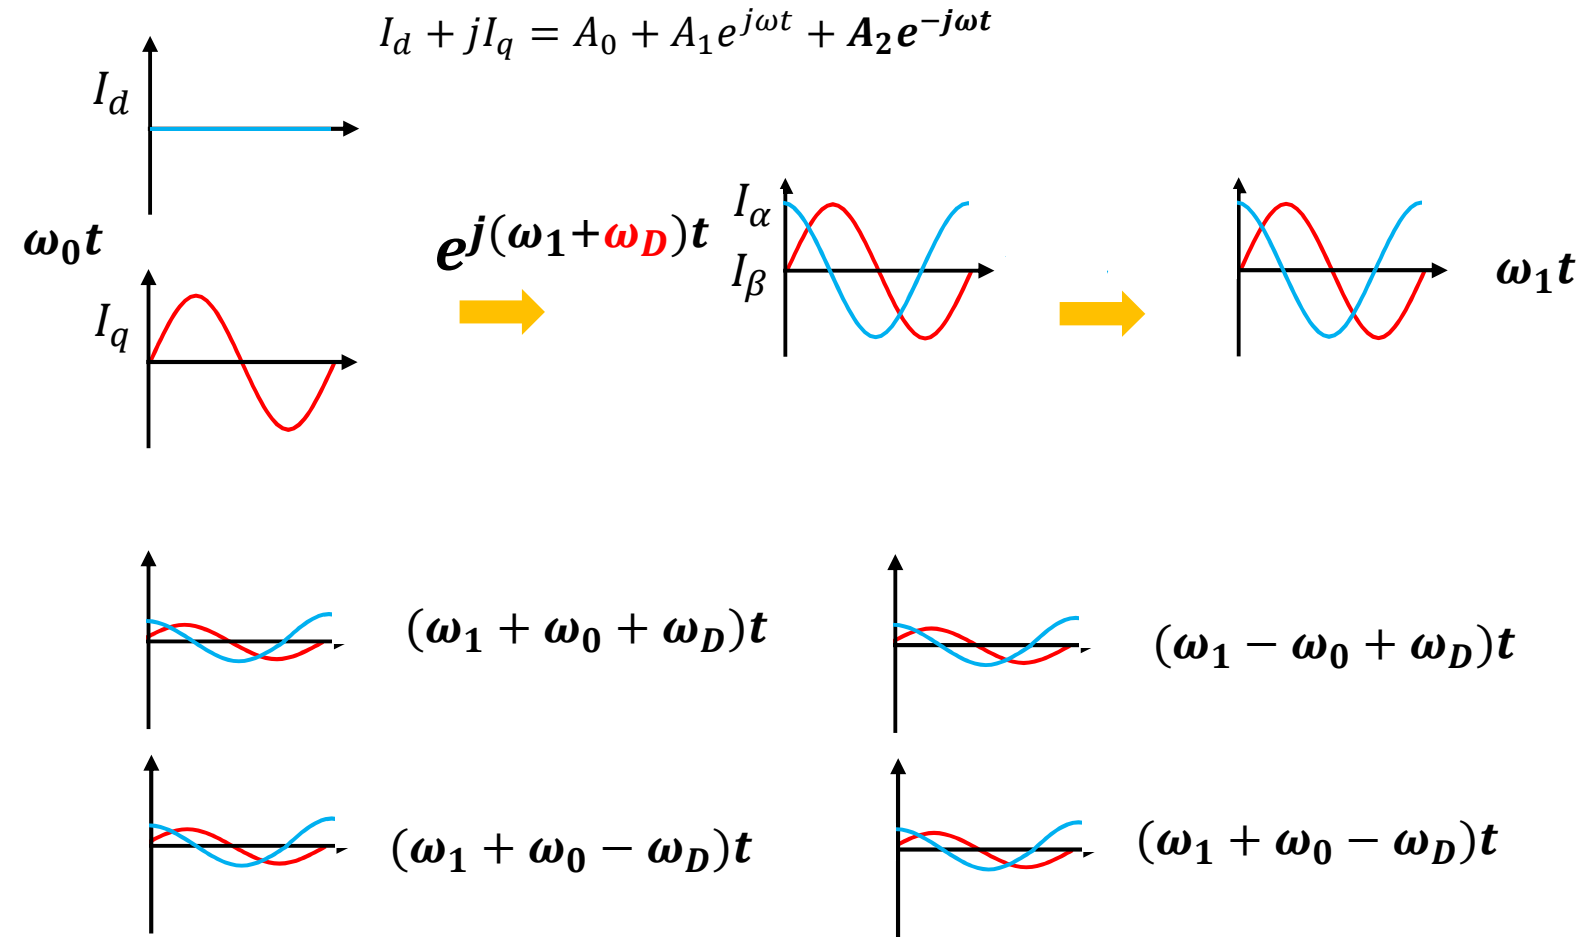 I_d + jI_q = A_0 + A_1e^{jωt} + A_2e^{-jωt}
I_d
ω_0t
I_q
e^{j(ω_1+ω_D)t}
I_α
I_β
ω_1t
(ω_1 + ω_0 + ω_D)t
(ω_1 − ω_0 + ω_D)t
(ω_1 + ω_0 − ω_D)t
(ω_1 + ω_0 − ω_D)t